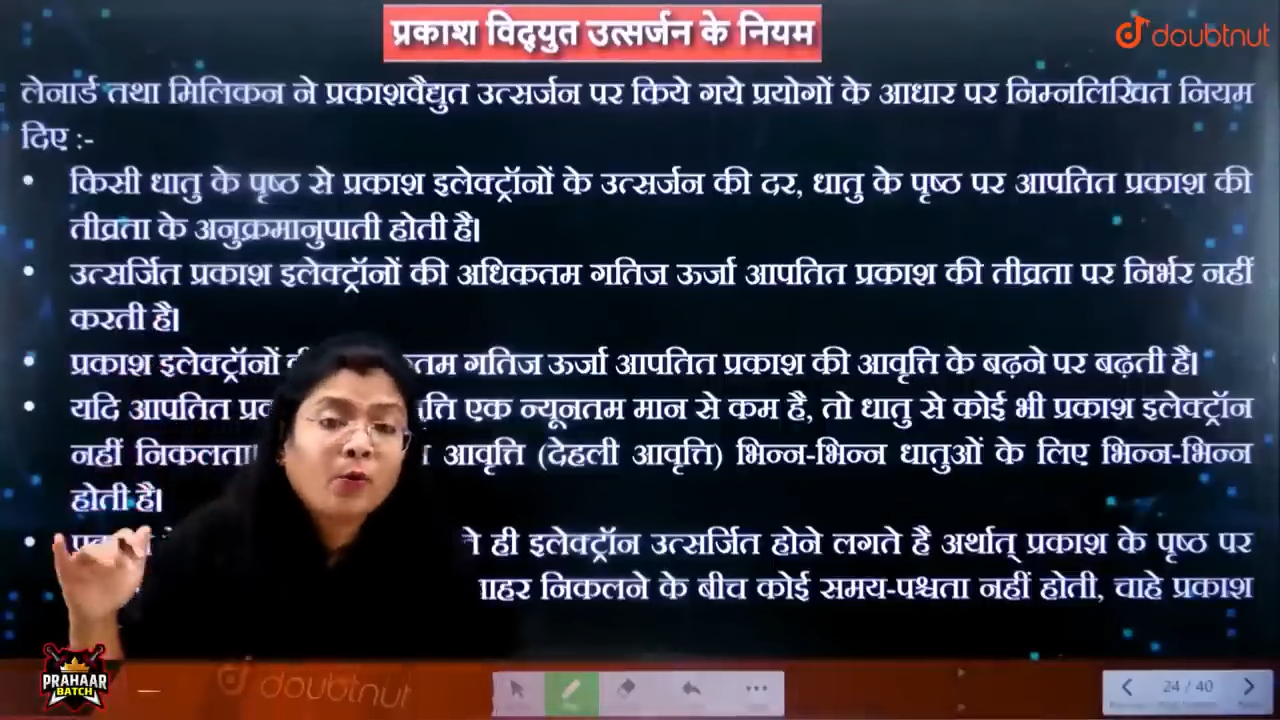 प्रकाश विद्युत उत्सर्जन के नियम
doubtnut
लेनार्ड तथा मिलिकन ने प्रकाशवैद्युत उत्सर्जन पर किये गये प्रयोगों के आधार पर निम्नलिखित नियम
दिए :-
• किसी धातु के पृष्ठ से प्रकाश इलेक्ट्रॉनों के उत्सर्जन की दर, धातु के पृष्ठ पर आपतित प्रकाश की
तीव्रता के अनुक्रमानुपाती होती है।
• उत्सर्जित प्रकाश इलेक्ट्रॉनों की अधिकतम गतिज ऊर्जा आपतित प्रकाश की तीव्रता पर निर्भर नहीं
करती है।
• प्रकाश इलेक्ट्रॉनों गतिज ऊर्जा आपतित प्रकाश की आवृत्ति के बढ़ने पर बढ़ती है।
• यदि आपतित एक न्यूनतम मान से कम है, तो धातु से कोई भी प्रकाश इलेक्ट्रॉन
नहीं निकलता। आवृत्ति (देहली आवृत्ति) भिन्न-भिन्न धातुओं के लिए भिन्न-भिन्न
होती है।
• ही इलेक्ट्रॉन उत्सर्जित होने लगते है अर्थात् प्रकाश के पृष्ठ पर
निकलने के बीच कोई समय-पश्चता नहीं होती, चाहे प्रकाश
PRAHAAR
BATCH
doubtnut
24 / 40